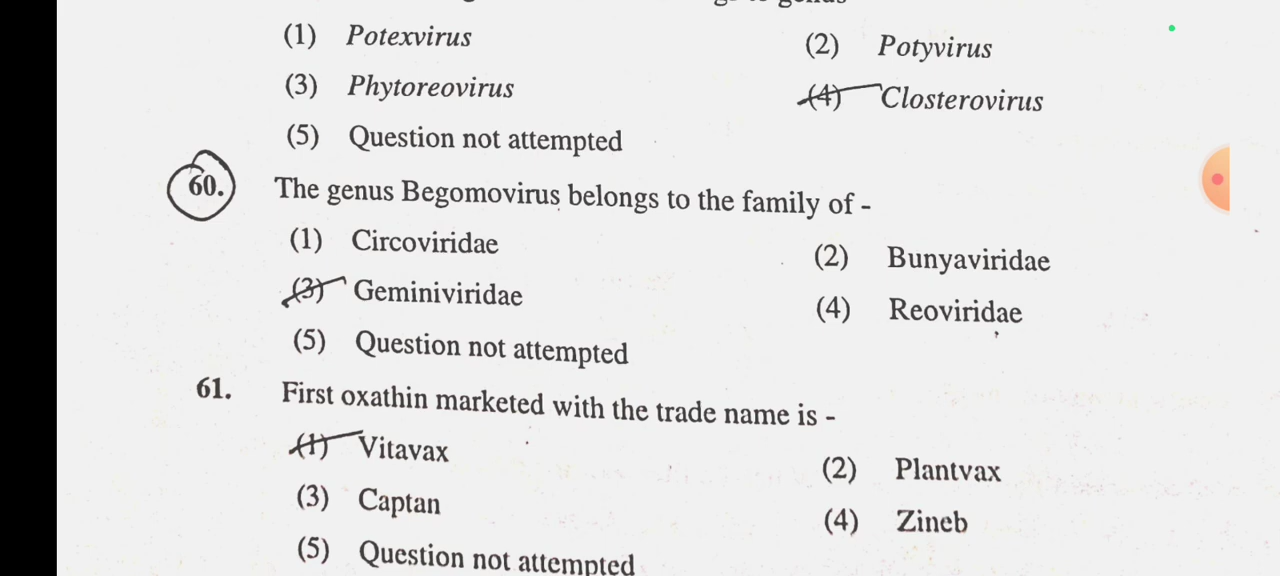 (1) Potexvirus (2) Potyvirus
(3) Phytoreovirus (4) Closterovirus
(5) Question not attempted
60. The genus Begomovirus belongs to the family of -
(1) Circoviridae (2) Bunyaviridae
(3) Geminiviridae (4) Reoviridae
(5) Question not attempted
61. First oxathin marketed with the trade name is -
(1) Vitavax (2) Plantvax
(3) Captan (4) Zineb
(5) Question not attempted